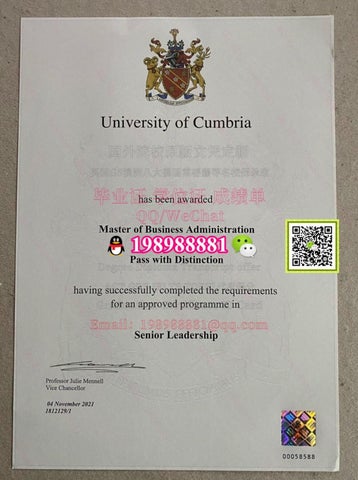 University of Cumbria
has been awarded
毕业证 学位证 成绩单
QQ/WeChat
Master of Business Administration
198988881
Pass with Distinction
having successfully completed the requirements
for an approved programme in
Email: 198988881@qq.com
Senior Leadership
Professor Julie Mennell
Vice Chancellor
04 November 2021
1812129/1
00058588